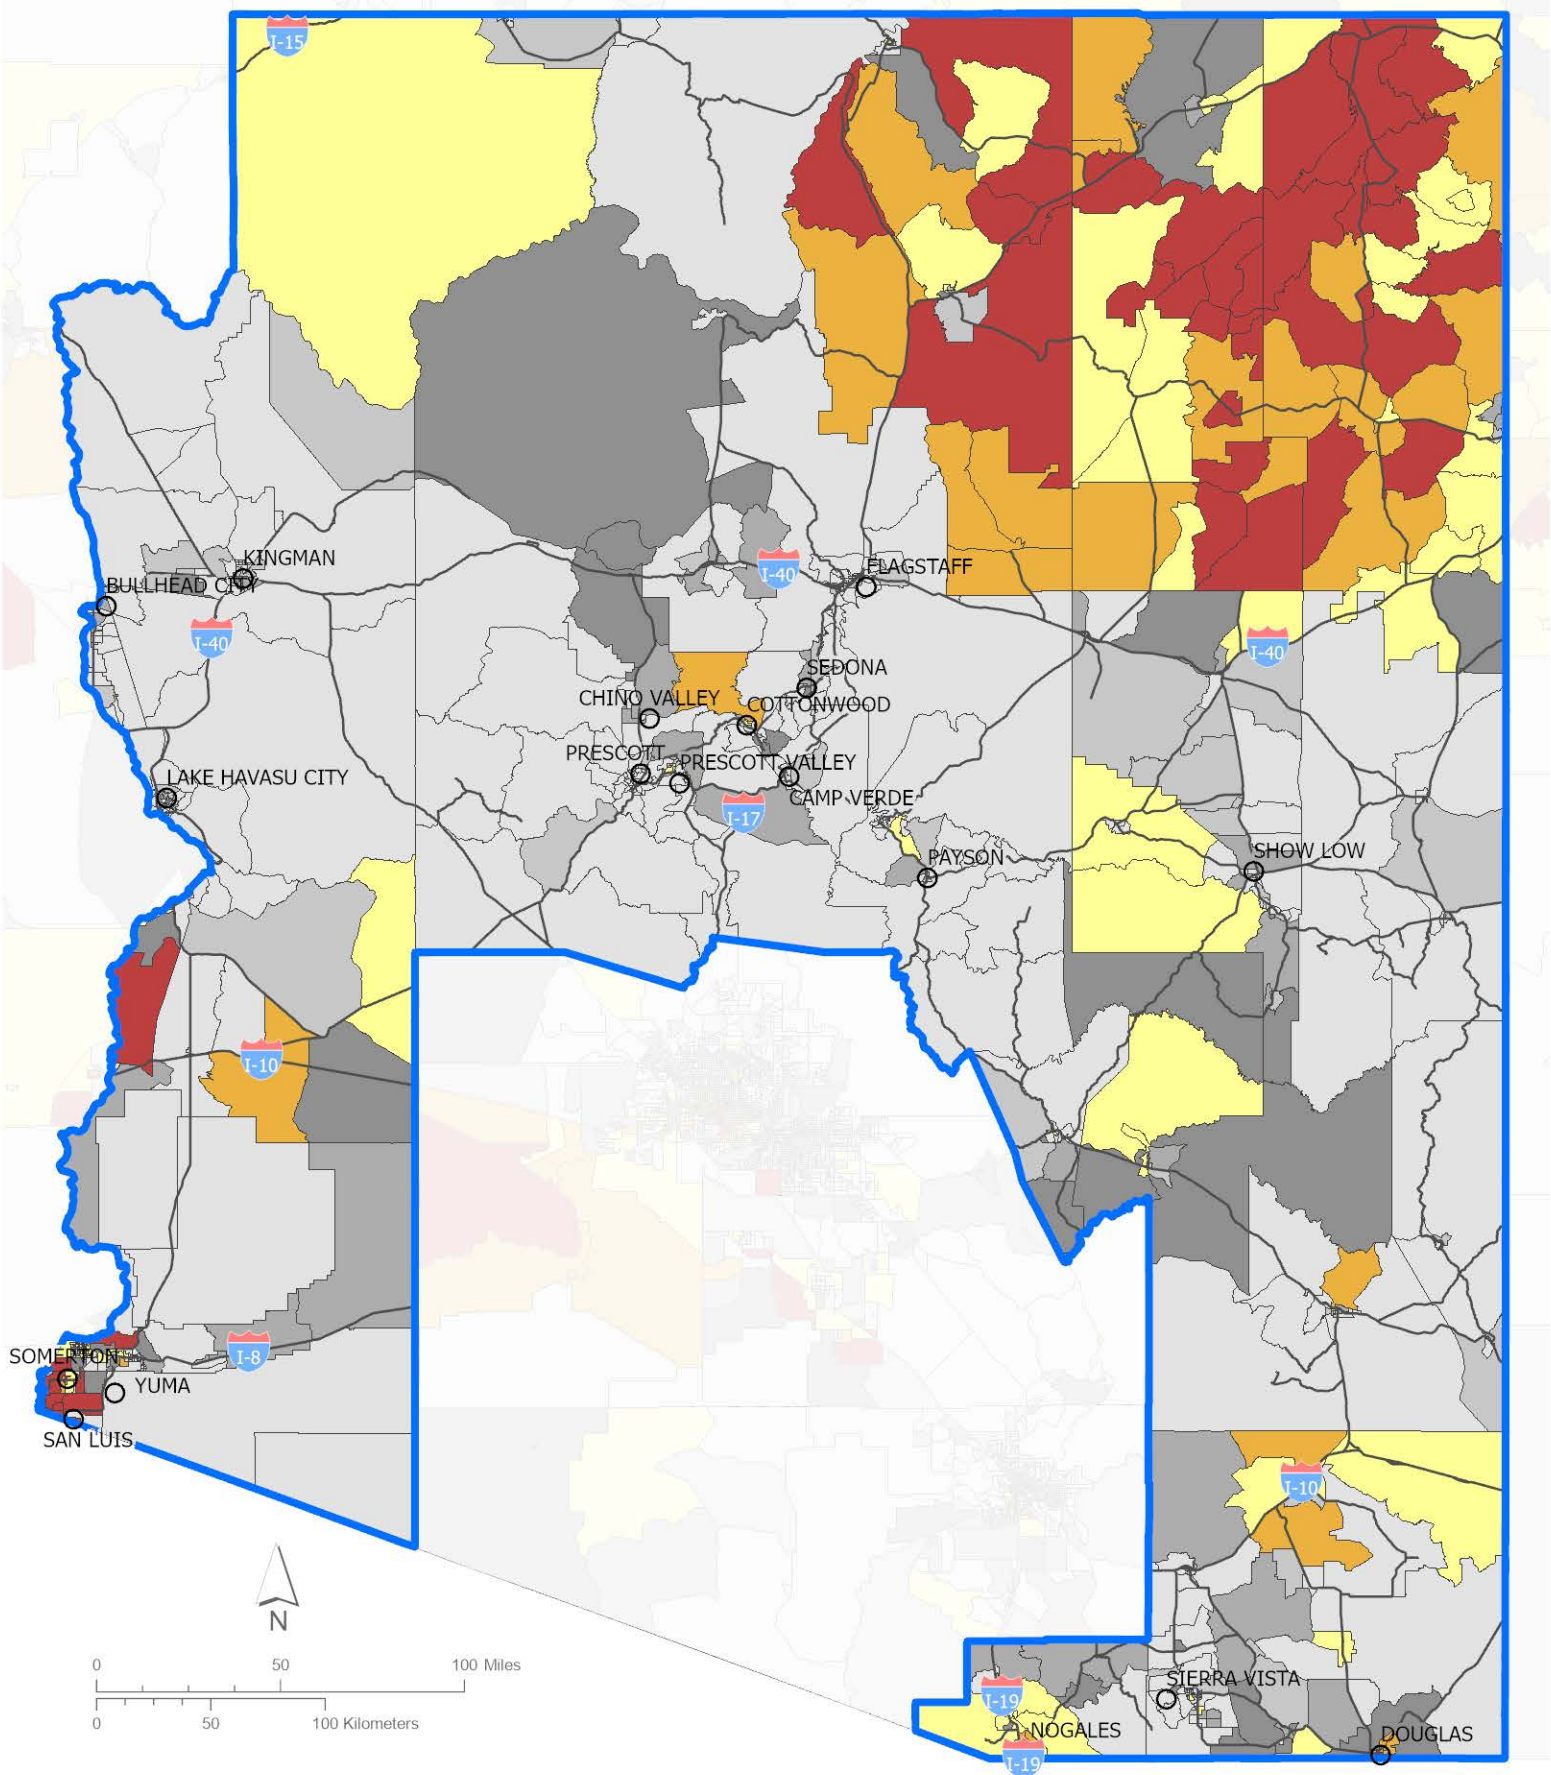 I-15
KINGMAN
BULLHEAD CITY
I-40
I-40
FLAGSTAFF
I-40
SEDONA
CHINO VALLEY
COTTONWOOD
PRESCOTT
PRESCOTT VALLEY
LAKE HAVASU CITY
CAMP VERDE
I-17
PAYSON
SHOW LOW
I-10
SOMERTON
I-8
YUMA
SAN LUIS
I-10
N
0 50 100 Miles
0 50 100 Kilometers
SIERRA VISTA
I-19
NOGALES
DOUGLAS
I-19